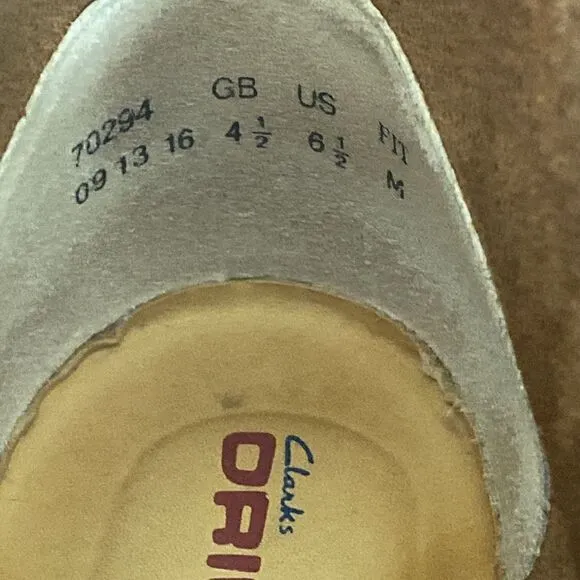 70294 GB US FIT
09 13 16 4 1/2 6 1/2 M
Clarks
ORI